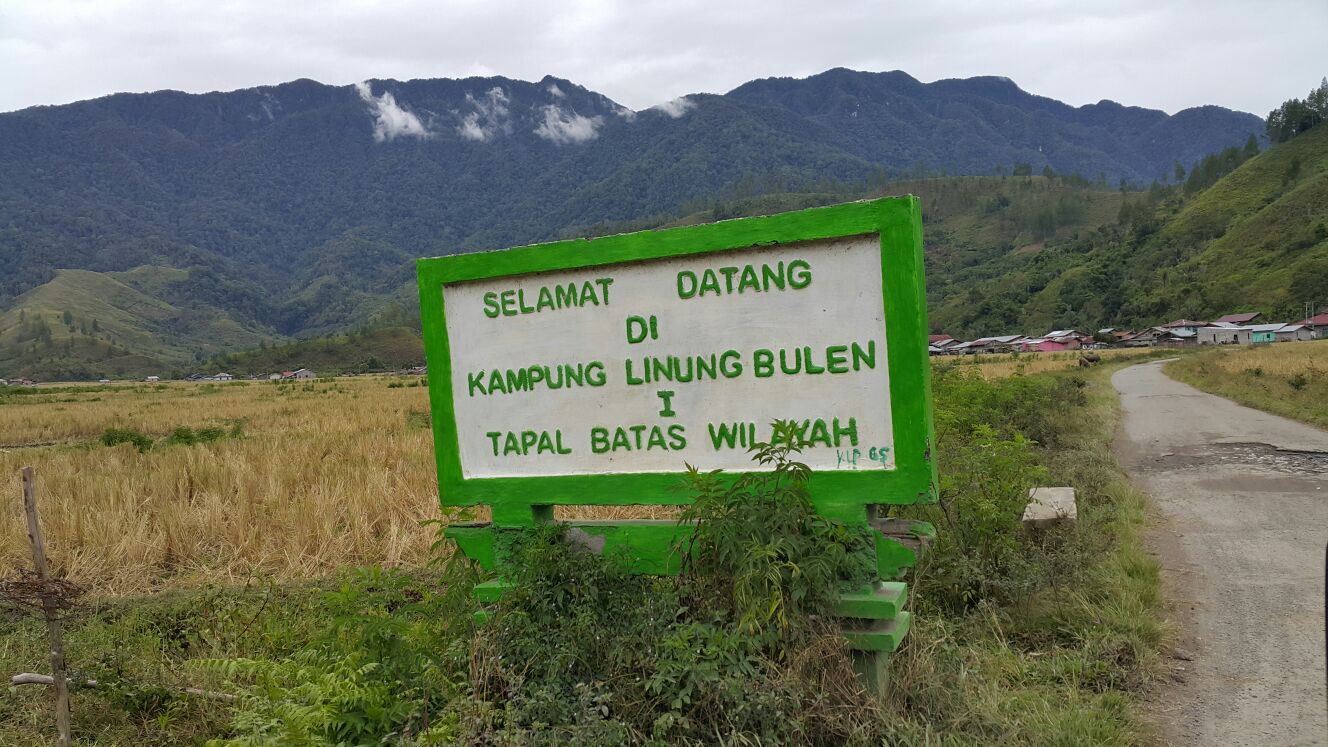 SELAMAT DATANG
DI
KAMPUNG LINUNG BULEN
I
TAPAL BATAS WILAYAH